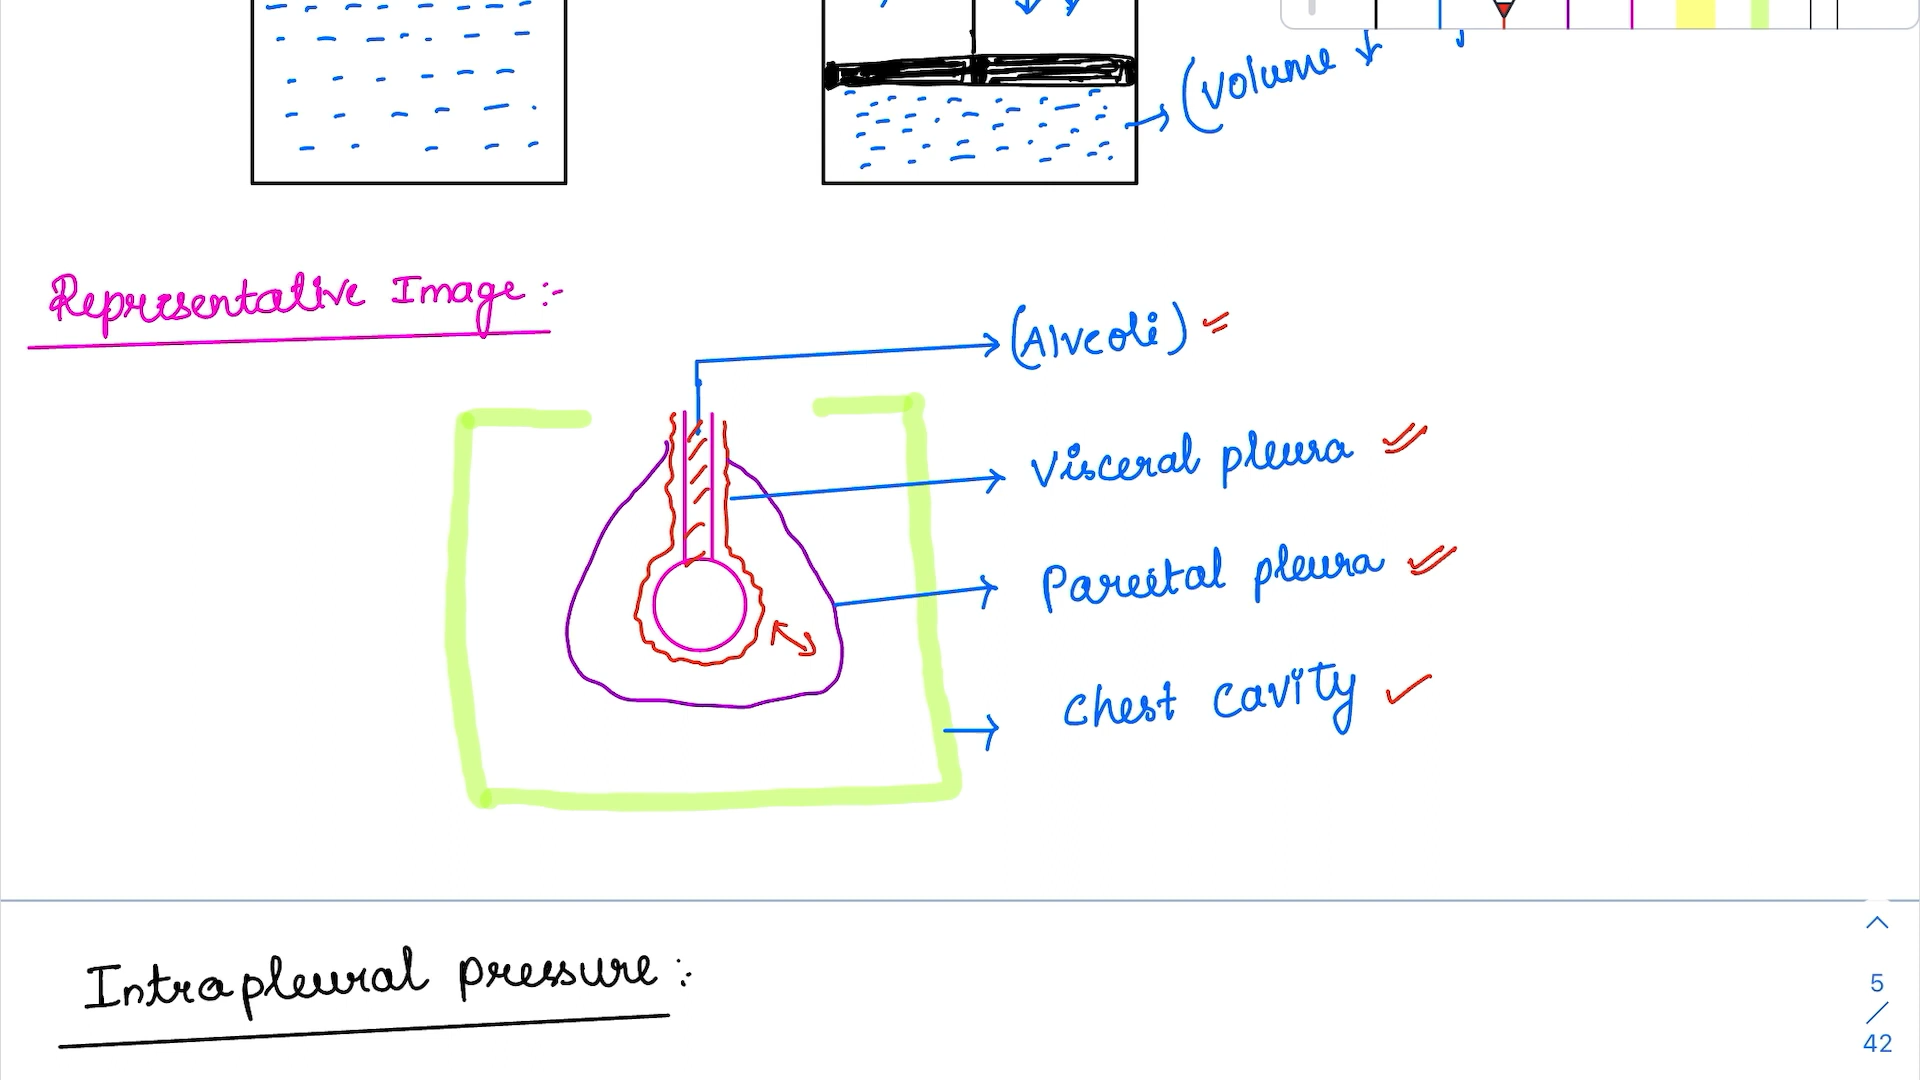 (volume ↓
Representative Image :-
(Alveoli)
Visceral pleura
Pareital pleura
Chest cavity
Intrapleural pressure :
5
/
42